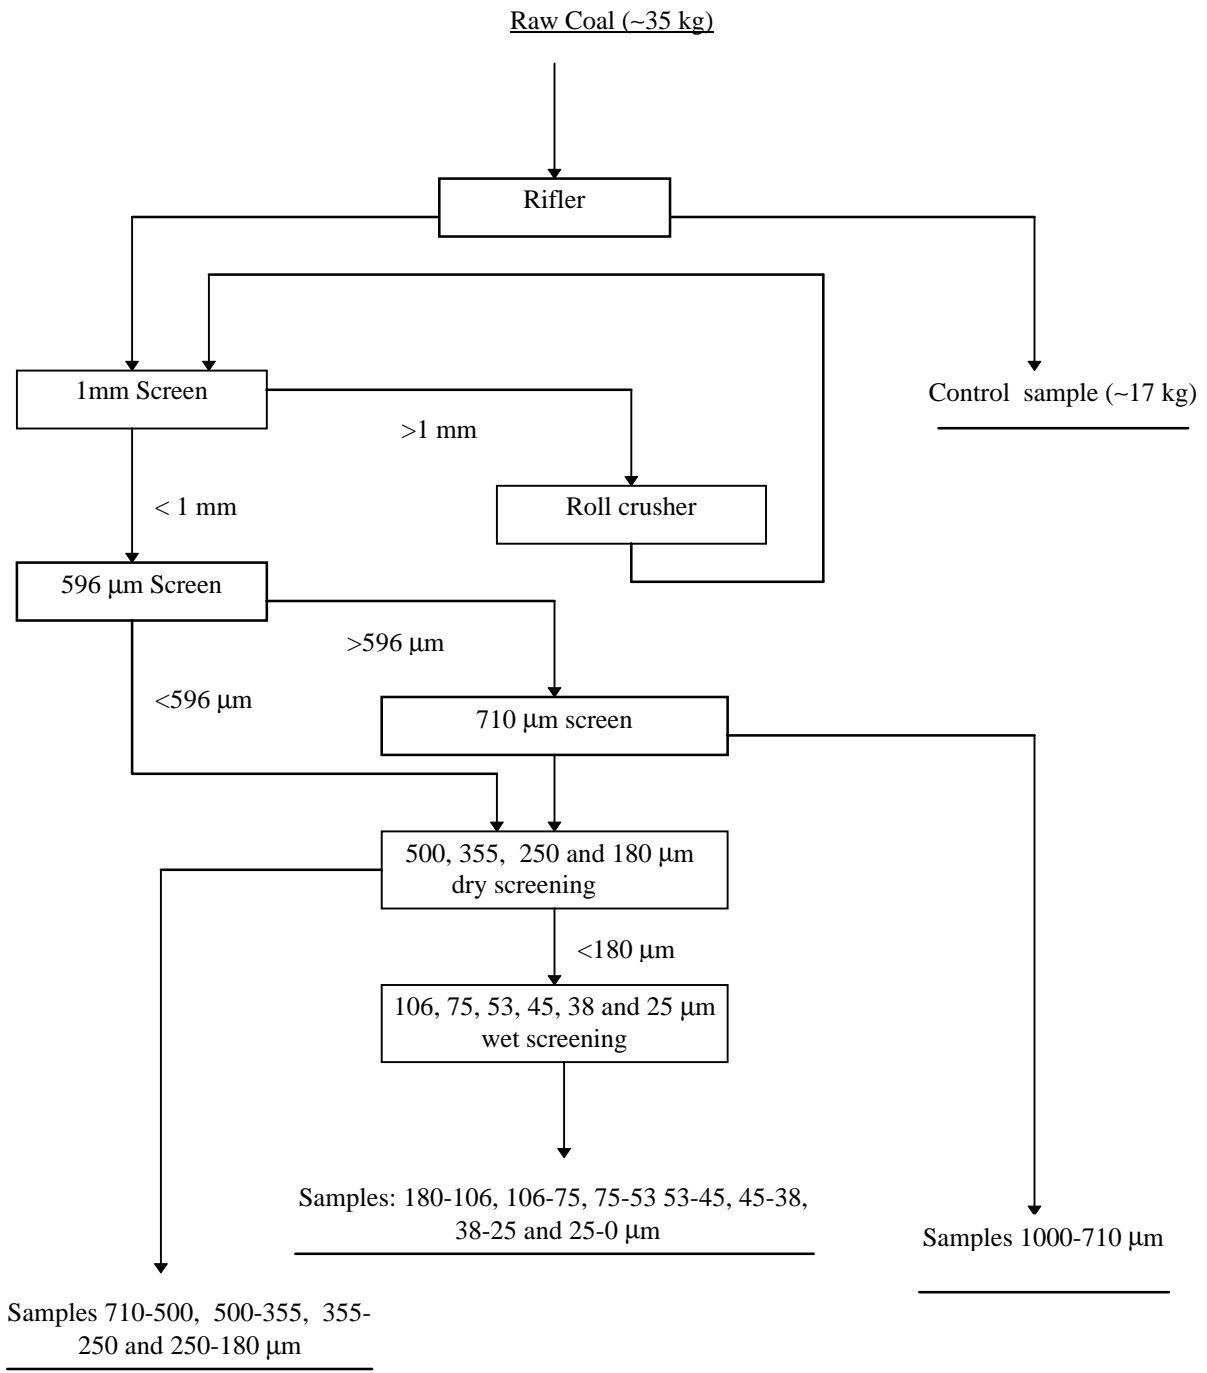 Raw Coal (~35 kg)
Rifler
1mm Screen
Control sample (~17 kg)
>1 mm
Roll crusher
< 1 mm
596 µm Screen
>596 µm
<596 µm
710 µm screen
500, 355, 250 and 180 µm
dry screening
<180 µm
106, 75, 53, 45, 38 and 25 µm
wet screening
Samples: 180-106, 106-75, 75-53 53-45, 45-38,
38-25 and 25-0 µm
Samples 1000-710 µm
Samples 710-500, 500-355, 355-
250 and 250-180 µm